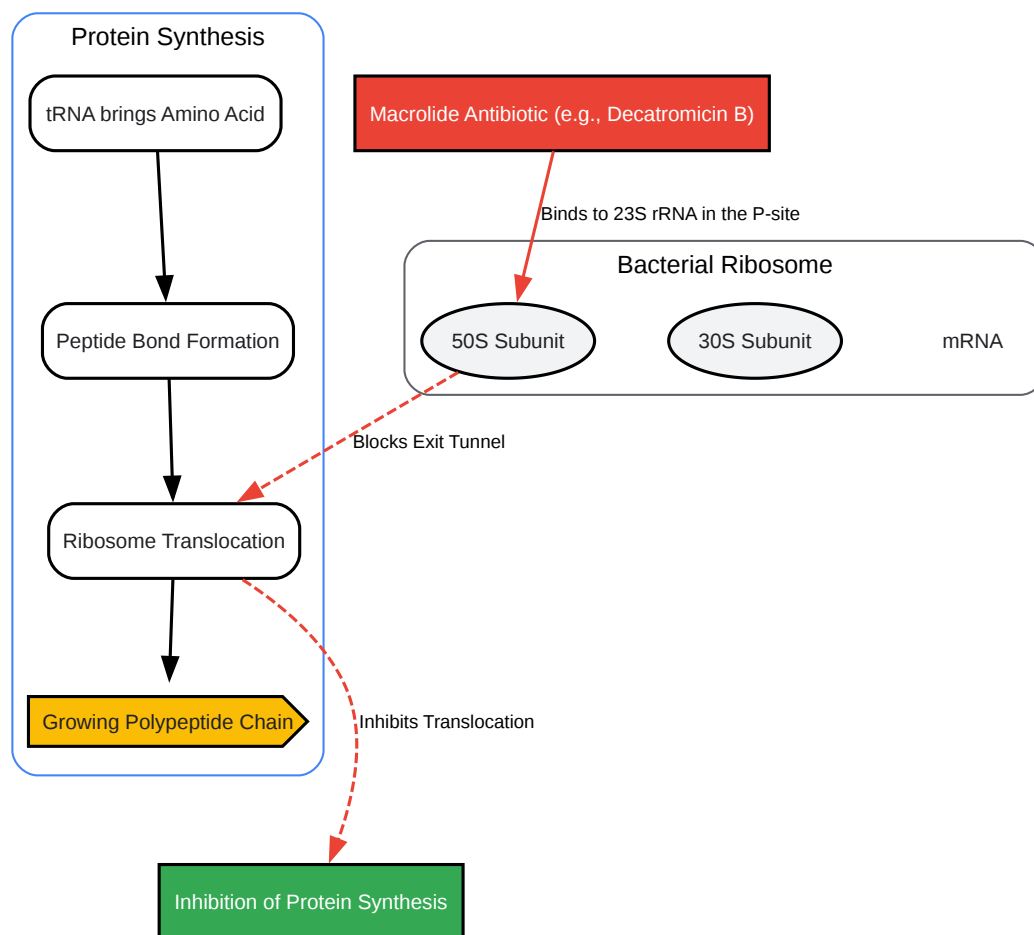 Protein Synthesis
tRNA brings Amino Acid
Macrolide Antibiotic (e.g., Decatromicin B)
Binds to 23S rRNA in the P-site
Bacterial Ribosome
Peptide Bond Formation
50S Subunit
30S Subunit
mRNA
Blocks Exit Tunnel
Ribosome Translocation
Growing Polypeptide Chain
Inhibits Translocation
Inhibition of Protein Synthesis